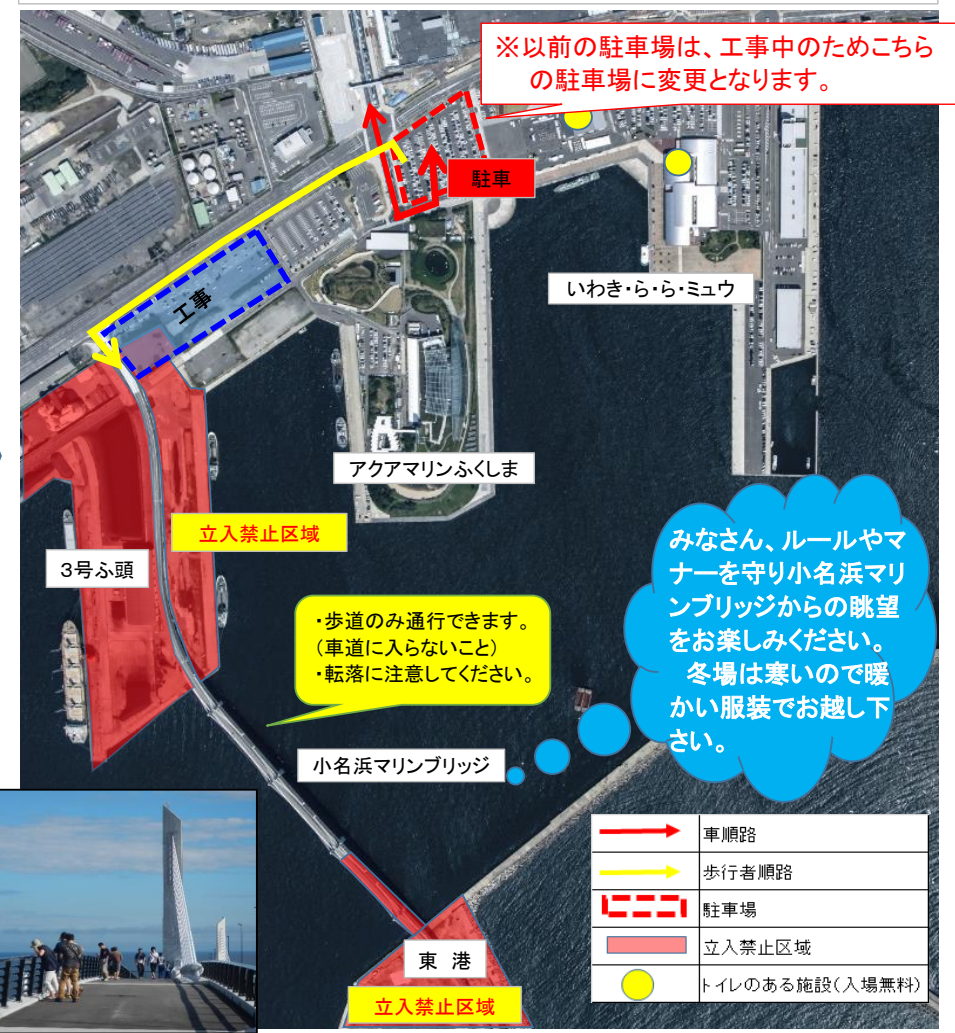 ※以前の駐車場は、工事中のためこちら
の駐車場に変更となります。
駐車
いわき・ら・ら・ミュウ
工事
アクアマリンふくしま
立入禁止区域
3号ふ頭
・歩道のみ通行できます。
(車道に入らないこと)
・転落に注意してください。
みなさん、ルールやマ
ナーを守り小名浜マリ
ンブリッジからの眺望
をお楽しみください。
冬場は寒いので暖
かい服装でお越し下
さい。
小名浜マリンブリッジ
車順路
歩行者順路
駐車場
立入禁止区域
トイレのある施設(入場無料)
東 港
立入禁止区域